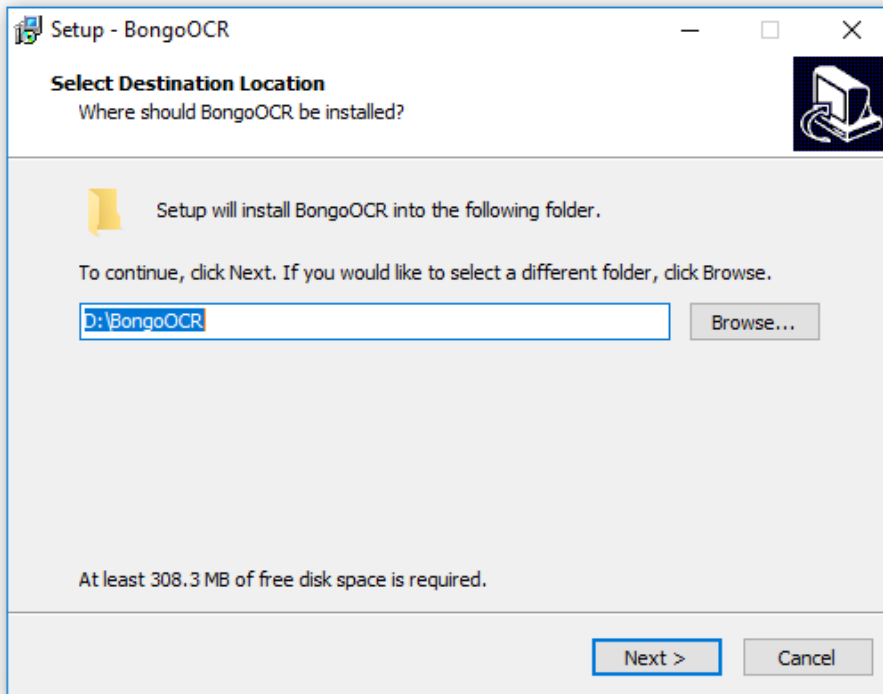 Setup - BongoOCR
Select Destination Location
Where should BongoOCR be installed?
Setup will install BongoOCR into the following folder.
To continue, click Next. If you would like to select a different folder, click Browse.
D:\BongoOCR
Browse...
At least 308.3 MB of free disk space is required.
Next >
Cancel